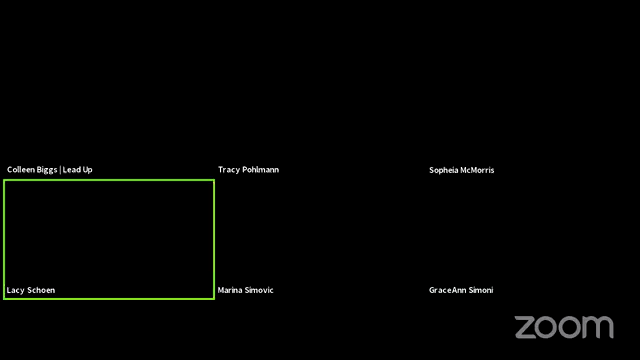 Colleen Biggs | Lead Up
Tracy Pohlmann
Sopheia McMorris
Lacy Schoen
Marina Simovic
GraceAnn Simoni
zoom